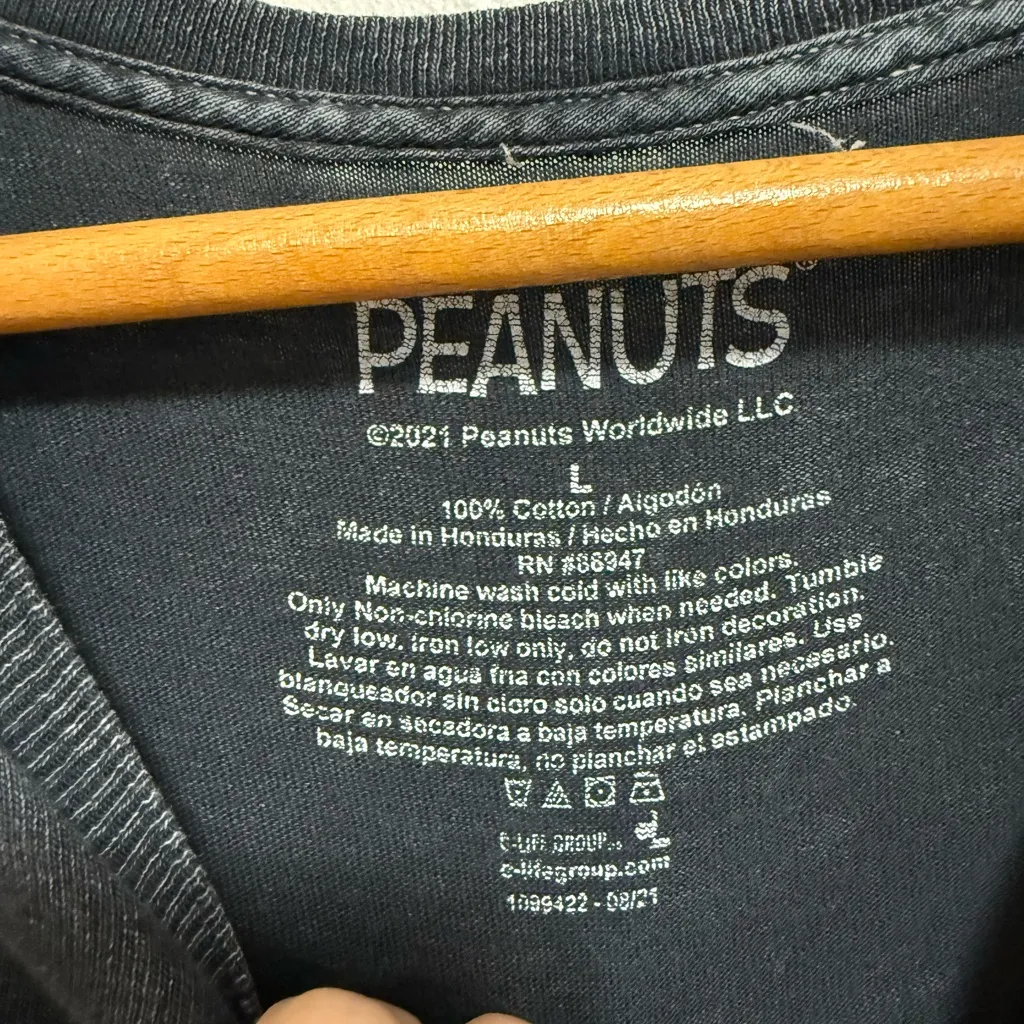 PEANUTS®
©2021 Peanuts Worldwide LLC
L
100% Cotton / Algodón
Made in Honduras / Hecho en Honduras
RN #86947
Machine wash cold with like colors.
Only Non-chlorine bleach when needed. Tumble
dry low. Iron low only, do not iron decoration.
Lavar en agua fria con colores similares. Use
blanqueador sin cloro solo cuando sea necesario.
Secar en secadora a baja temperatura. Planchar a
baja temperatura, no planchar el estampado.
e-lifegroup.com
1099422 - 08/21